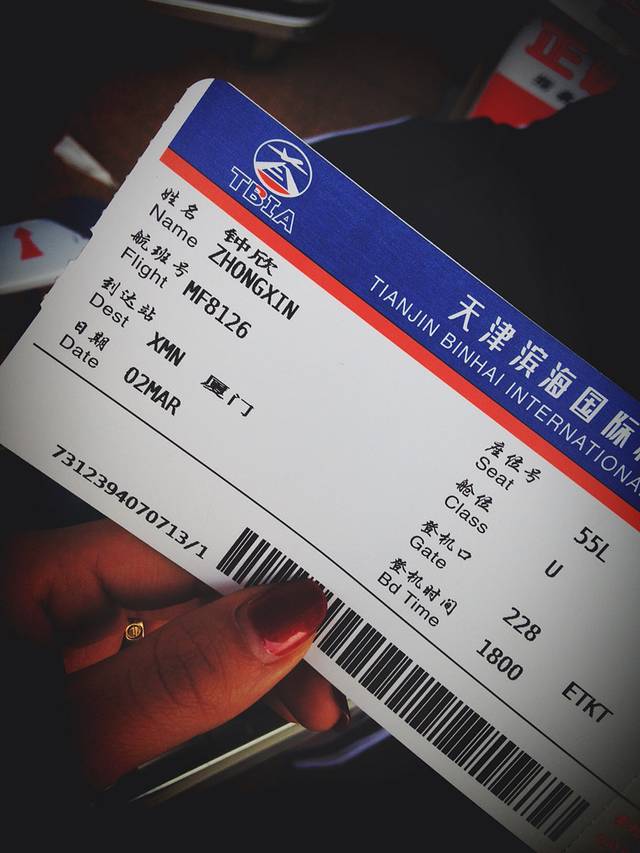 TBIA
天津滨海国际
TIANJIN BINHAI INTERNATIONA
姓名 钟欣
Name ZHONGXIN
航班号
Flight MF8126
到达站
Dest XMN 厦门
日期
Date 02MAR
座位号
Seat 55L
舱位
Class U
登机口
Gate 228
登机时间
Bd Time 1800 ETKT
7312394070713/1